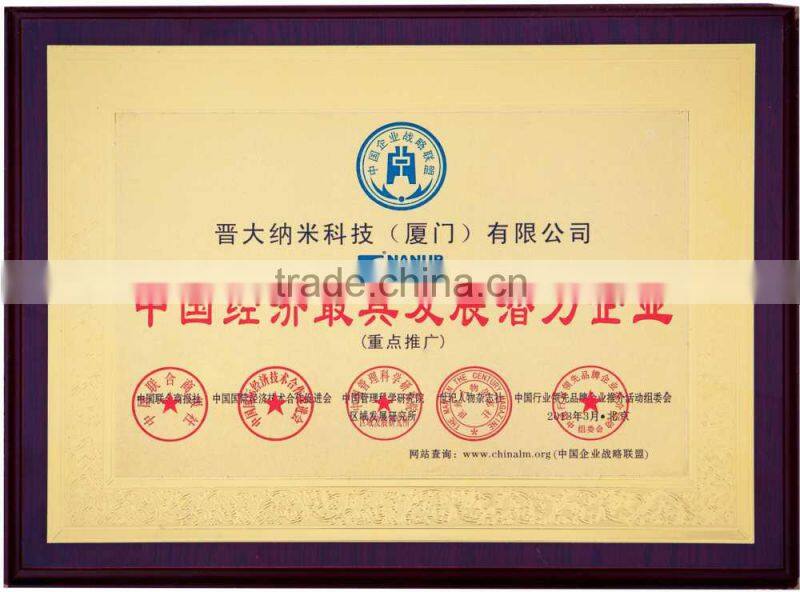 中国企业战略联盟
晋大纳米科技（厦门）有限公司
NANUR
trade.china.cn
中国经济最具发展潜力企业
(重点推广)
中国联合商报社 中国国际经济技术合作促进会 中国管理科学研究院 世纪人物杂志社 中国行业领先品牌企业推介活动组委会
区域发展研究所 2013年3月·北京
网站查询：www.chinalm.org (中国企业战略联盟)